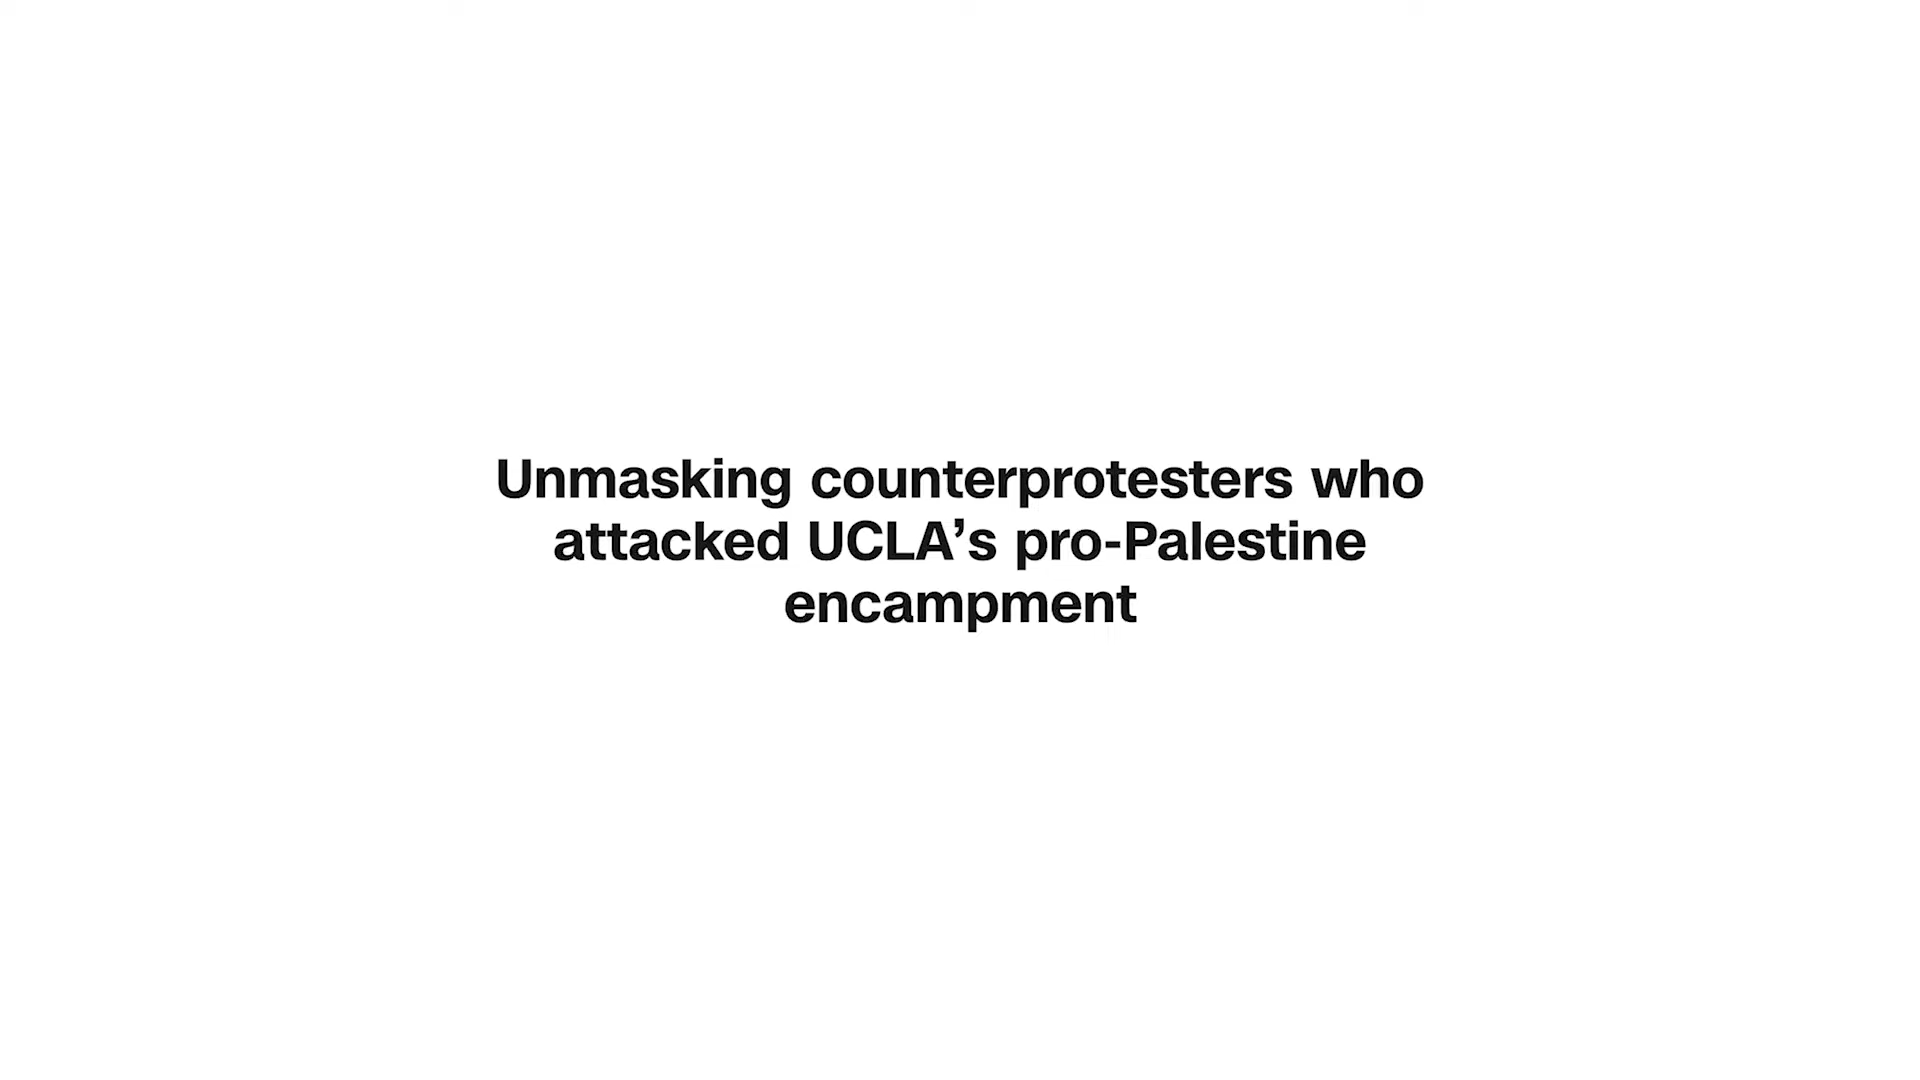 Unmasking counterprotesters who
attacked UCLA’s pro-Palestine
encampment